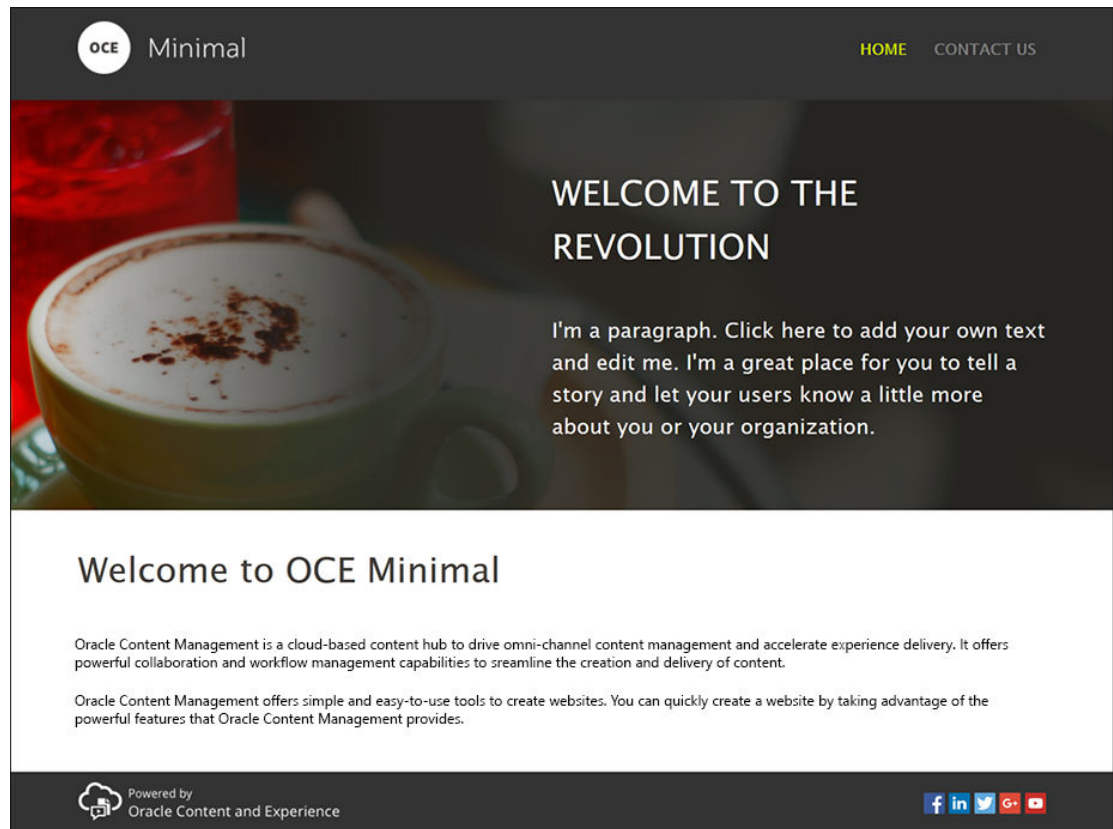 OCE Minimal
HOME CONTACT US
WELCOME TO THE
REVOLUTION
I'm a paragraph. Click here to add your own text
and edit me. I'm a great place for you to tell a
story and let your users know a little more
about you or your organization.
Welcome to OCE Minimal
Oracle Content Management is a cloud-based content hub to drive omni-channel content management and accelerate experience delivery. It offers
powerful collaboration and workflow management capabilities to sreamline the creation and delivery of content.
Oracle Content Management offers simple and easy-to-use tools to create websites. You can quickly create a website by taking advantage of the
powerful features that Oracle Content Management provides.
Powered by
Oracle Content and Experience
f in G+